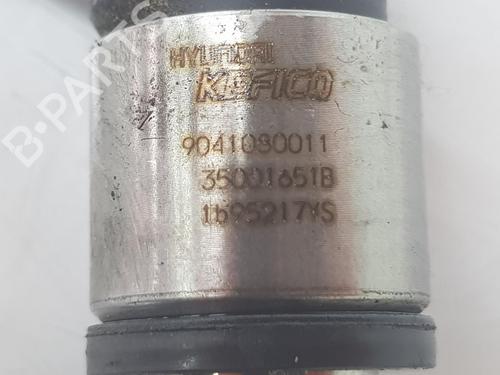 HYUNDAI
KEFICO
9041080011
35001651B
1b95217YS
B-PARTS